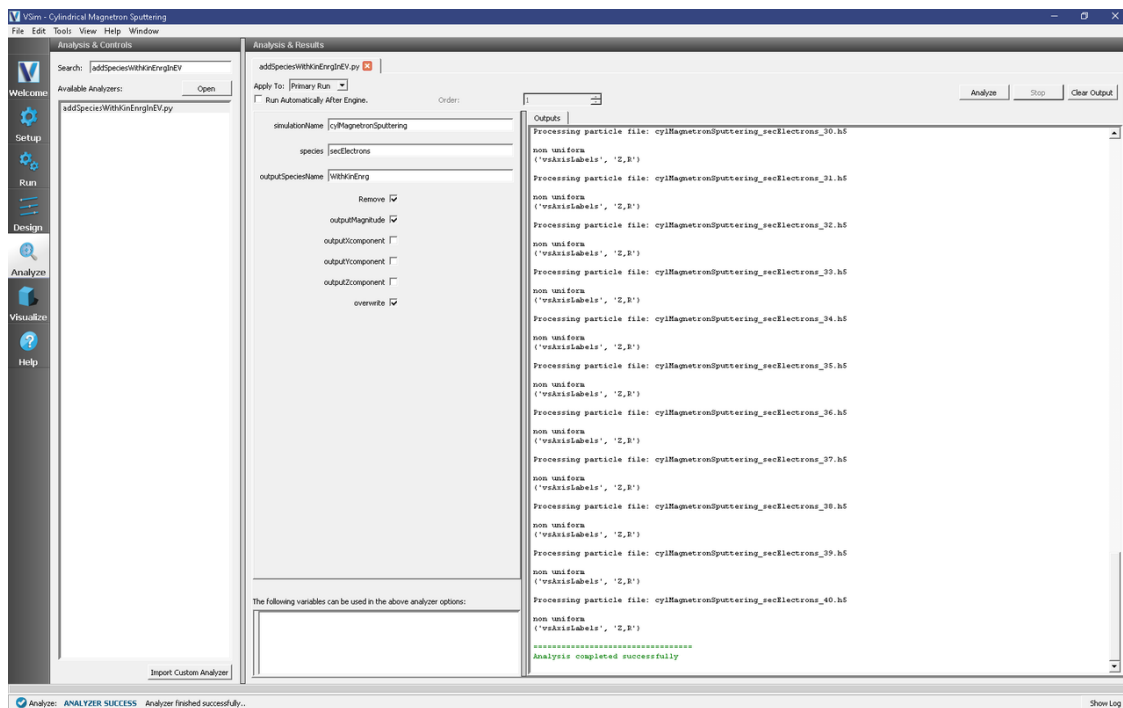 VSim - Cylindrical Magnetron Sputtering
File Edit Tools View Help Window
Welcome
Setup
Run
Design
Analyze
Visualize
Help
Analysis & Controls
Search: addSpeciesWithKinEnrgInEV
Available Analyzers: Open
addSpeciesWithKinEnrgInEV.py
Import Custom Analyzer
Analysis & Results
addSpeciesWithKinEnrgInEV.py
Apply To: Primary Run
Run Automatically After Engine. Order: 1
Analyze Stop Clear Output
simulationName cylMagnetronSputtering
species secElectrons
outputSpeciesName WithKinEnrg
Remove
outputMagnitude
outputXcomponent
outputYcomponent
outputZcomponent
overwrite
The following variables can be used in the above analyzer options:
Outputs
Processing particle file: cylMagnetronSputtering_secElectrons_30.h5
non uniform
('vsAxisLabels', 'Z,R')
Processing particle file: cylMagnetronSputtering_secElectrons_31.h5
non uniform
('vsAxisLabels', 'Z,R')
Processing particle file: cylMagnetronSputtering_secElectrons_32.h5
non uniform
('vsAxisLabels', 'Z,R')
Processing particle file: cylMagnetronSputtering_secElectrons_33.h5
non uniform
('vsAxisLabels', 'Z,R')
Processing particle file: cylMagnetronSputtering_secElectrons_34.h5
non uniform
('vsAxisLabels', 'Z,R')
Processing particle file: cylMagnetronSputtering_secElectrons_35.h5
non uniform
('vsAxisLabels', 'Z,R')
Processing particle file: cylMagnetronSputtering_secElectrons_36.h5
non uniform
('vsAxisLabels', 'Z,R')
Processing particle file: cylMagnetronSputtering_secElectrons_37.h5
non uniform
('vsAxisLabels', 'Z,R')
Processing particle file: cylMagnetronSputtering_secElectrons_38.h5
non uniform
('vsAxisLabels', 'Z,R')
Processing particle file: cylMagnetronSputtering_secElectrons_39.h5
non uniform
('vsAxisLabels', 'Z,R')
Processing particle file: cylMagnetronSputtering_secElectrons_40.h5
non uniform
('vsAxisLabels', 'Z,R')
==================================
Analysis completed successfully
Analyze: ANALYZER SUCCESS Analyzer finished successfully.. Show Log